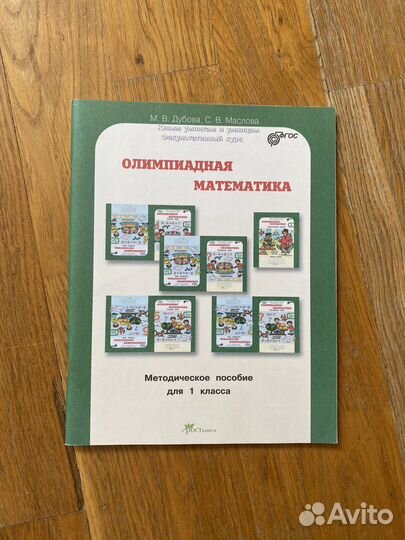 М. В. Дубова, С. В. Маслова
Юным умникам и умницам
Факультативный курс
ФГОС
ОЛИМПИАДНАЯ
МАТЕМАТИКА
Методическое пособие
для 1 класса
РОСТкнига
Avito